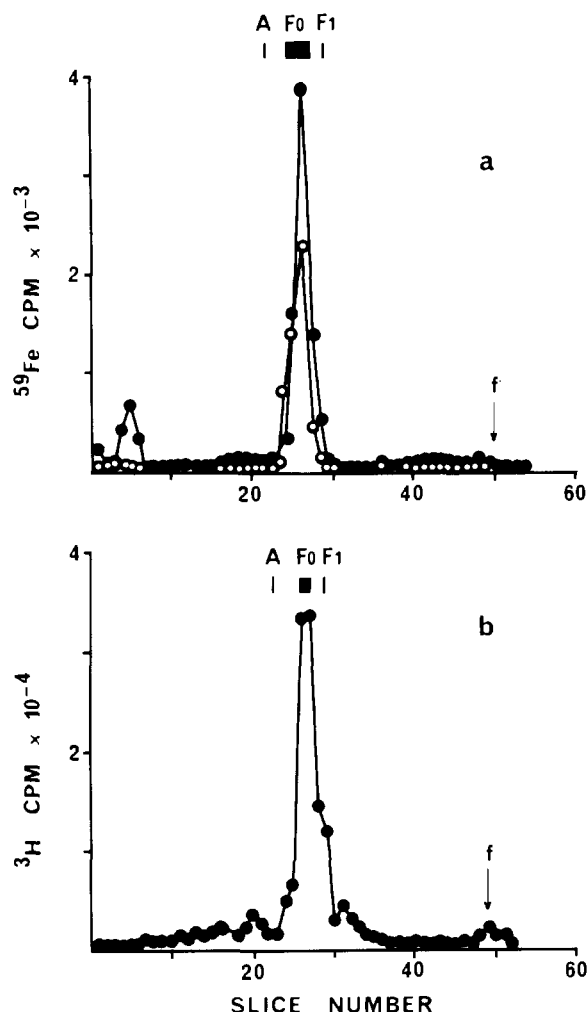 A F0 F1
4
a
2
59Fe CPM × 10-3
f
20
40
60
A F0 F1
4
b
2
3H CPM × 10-4
f
20
40
60
SLICE NUMBER